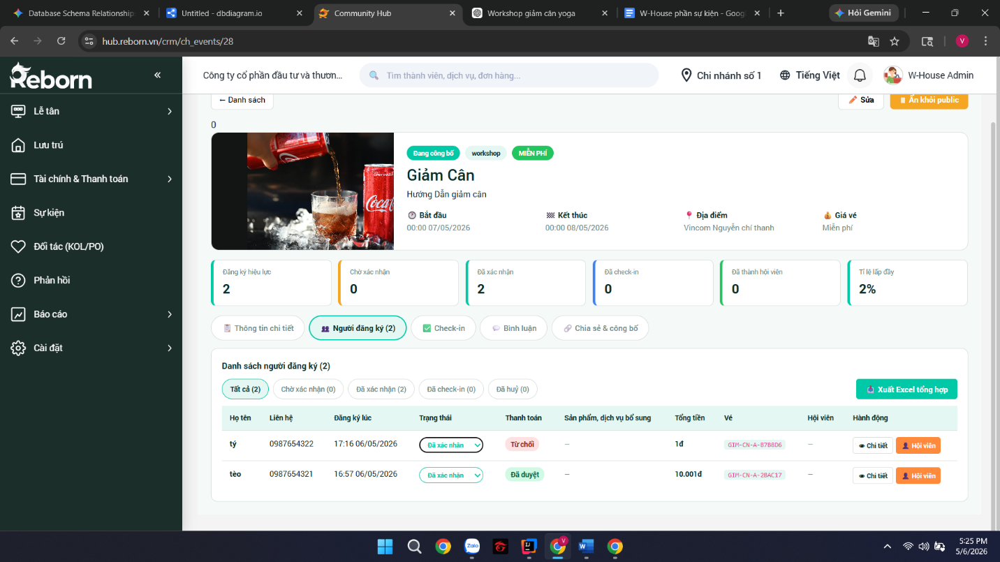 Database Schema Relationship
Untitled - dbdiagram.io
Community Hub
Workshop giảm cân yoga
W-House phần sự kiện - Goog
Hỏi Gemini
hub.reborn.vn/crm/ch_events/28
V
Reborn
Công ty cổ phần đầu tư và thươn...
Tìm thành viên, dịch vụ, đơn hàng...
Chi nhánh số 1
Tiếng Việt
W-House Admin
Lễ tân
Lưu trú
Tài chính & Thanh toán
Sự kiện
Đối tác (KOL/PO)
Phản hồi
Báo cáo
Cài đặt
← Danh sách
Sửa
Ẩn khỏi public
0
Đang công bố
workshop
MIỄN PHÍ
Giảm Cân
Hướng Dẫn giảm cân
Bắt đầu
Kết thúc
Địa điểm
Giá vé
00:00 07/05/2026
00:00 08/05/2026
Vincom Nguyễn chí thanh
Miễn phí
Đăng ký hiệu lực
2
Chờ xác nhận
0
Đã xác nhận
2
Đã check-in
0
Đã thành hội viên
0
Tỉ lệ lấp đầy
2%
Thông tin chi tiết
Người đăng ký (2)
Check-in
Bình luận
Chia sẻ & công bố
Danh sách người đăng ký (2)
Tất cả (2)
Chờ xác nhận (0)
Đã xác nhận (2)
Đã check-in (0)
Đã huỷ (0)
Xuất Excel tổng hợp
Họ tên Liên hệ Đăng ký lúc Trạng thái Thanh toán Sản phẩm, dịch vụ bổ sung Tổng tiền Vé Hội viên Hành động
tý 0987654322 17:16 06/05/2026 Đã xác nhận Từ chối — 1đ GIM-CN-A-B7B8D6 — Chi tiết Hội viên
tèo 0987654321 16:57 06/05/2026 Đã xác nhận Đã duyệt — 10.001đ GIM-CN-A-2BAC17 — Chi tiết Hội viên
Zalo
V
W
5:25 PM
5/6/2026